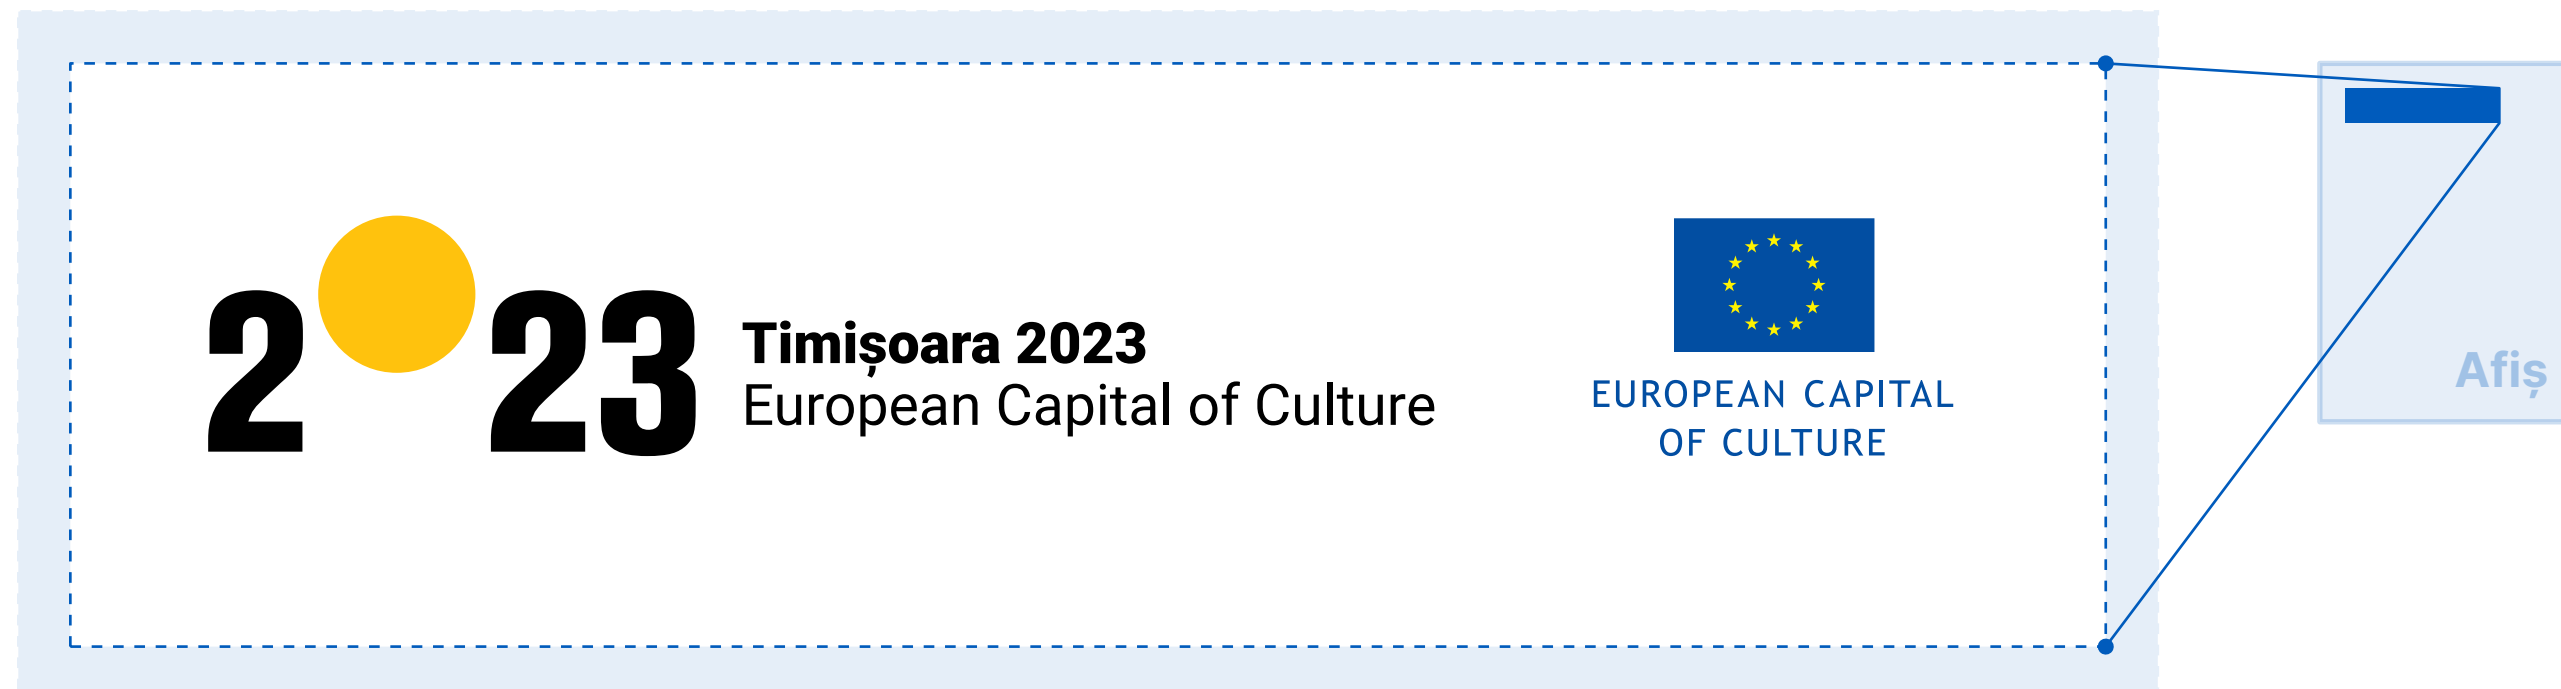 2023
Timișoara 2023
European Capital of Culture
EUROPEAN CAPITAL
OF CULTURE
Afiș